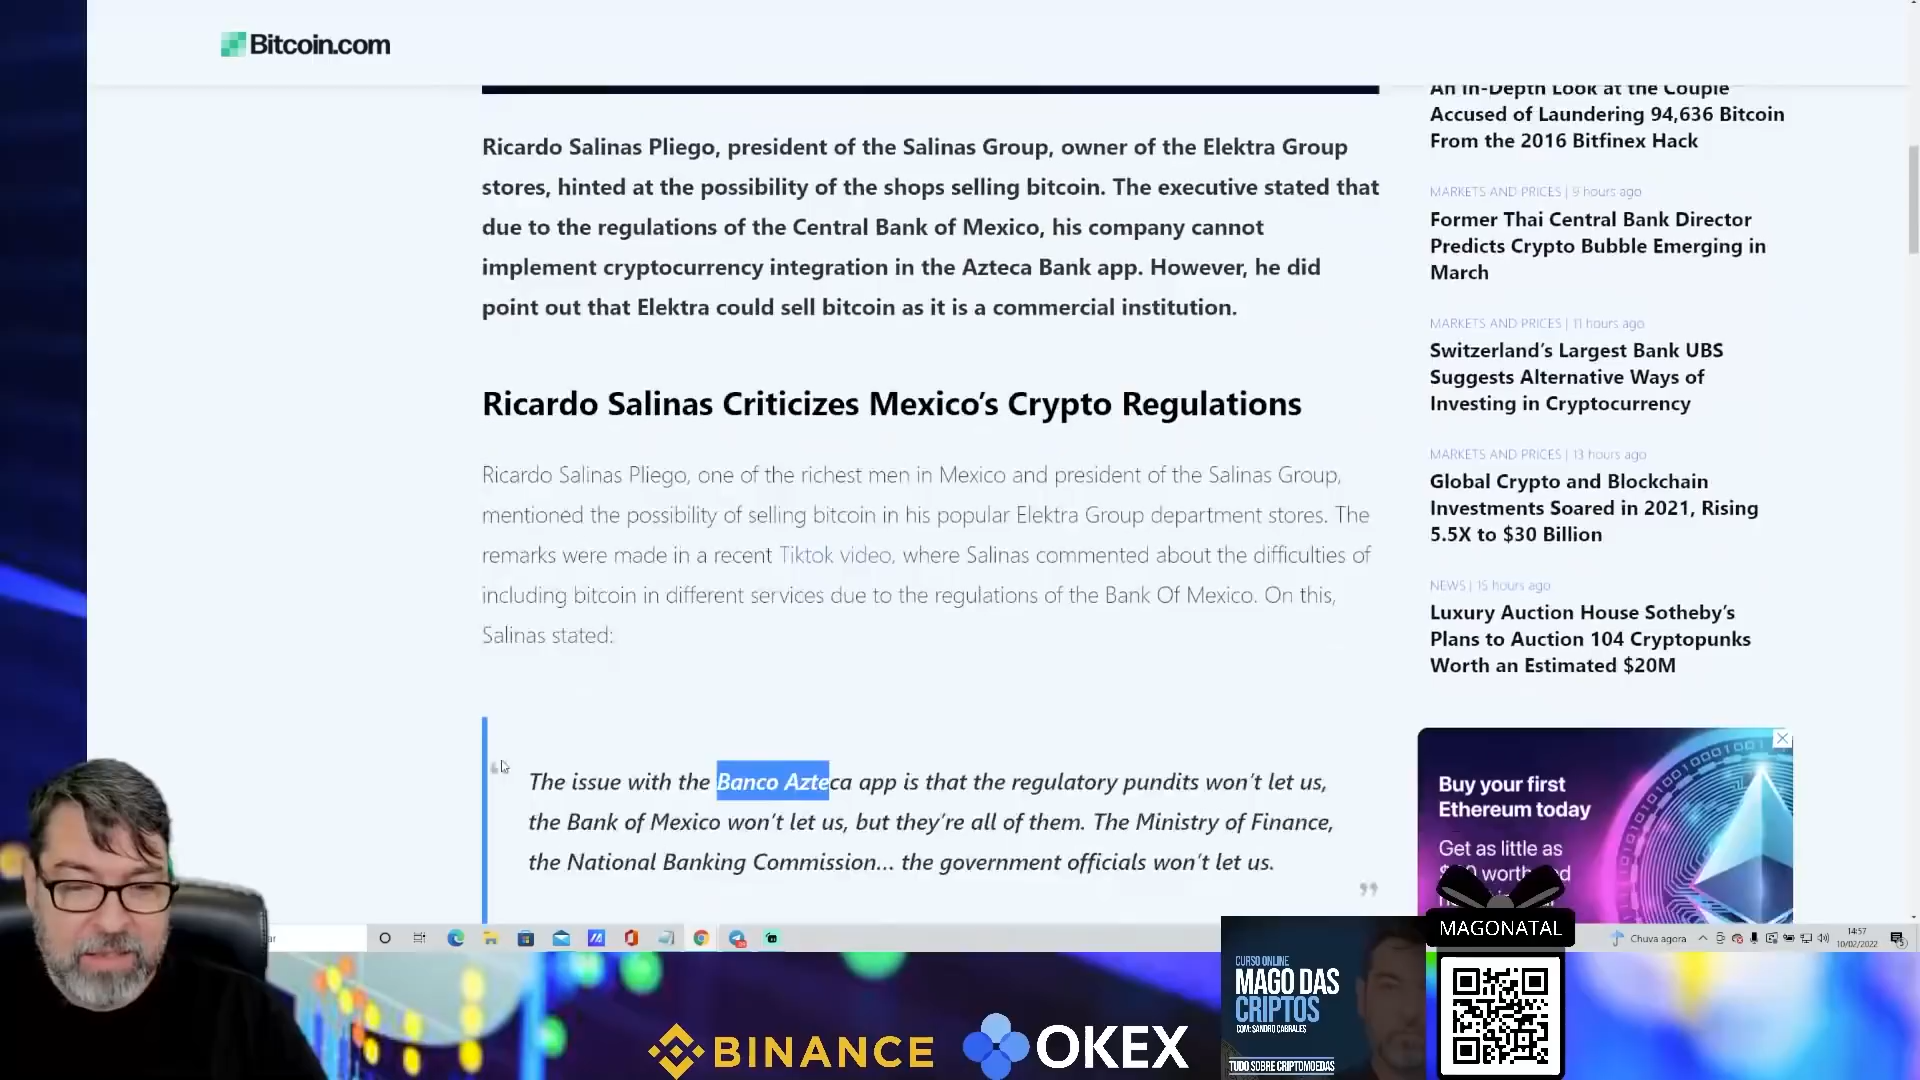 Bitcoin.com
Ricardo Salinas Pliego, president of the Salinas Group, owner of the Elektra Group
stores, hinted at the possibility of the shops selling bitcoin. The executive stated that
due to the regulations of the Central Bank of Mexico, his company cannot
implement cryptocurrency integration in the Azteca Bank app. However, he did
point out that Elektra could sell bitcoin as it is a commercial institution.
Ricardo Salinas Criticizes Mexico’s Crypto Regulations
Ricardo Salinas Pliego, one of the richest men in Mexico and president of the Salinas Group,
mentioned the possibility of selling bitcoin in his popular Elektra Group department stores. The
remarks were made in a recent Tiktok video, where Salinas commented about the difficulties of
including bitcoin in different services due to the regulations of the Bank Of Mexico. On this,
Salinas stated:
“
The issue with the Banco Azteca app is that the regulatory pundits won’t let us,
the Bank of Mexico won’t let us, but they’re all of them. The Ministry of Finance,
the National Banking Commission... the government officials won’t let us.
”
An In-Depth Look at the Couple
Accused of Laundering 94,636 Bitcoin
From the 2016 Bitfinex Hack
MARKETS AND PRICES | 9 hours ago
Former Thai Central Bank Director
Predicts Crypto Bubble Emerging in
March
MARKETS AND PRICES | 11 hours ago
Switzerland’s Largest Bank UBS
Suggests Alternative Ways of
Investing in Cryptocurrency
MARKETS AND PRICES | 13 hours ago
Global Crypto and Blockchain
Investments Soared in 2021, Rising
5.5X to $30 Billion
NEWS | 15 hours ago
Luxury Auction House Sotheby’s
Plans to Auction 104 Cryptopunks
Worth an Estimated $20M
Buy your first
Ethereum today
Get as little as
MAGONATAL
ar
Chuva agora
14:57
10/02/2022
CURSO ONLINE
MAGO DAS
CRIPTOS
COM: SANDRO CABRALES
TUDO SOBRE CRIPTOMOEDAS
BINANCE
OKEX